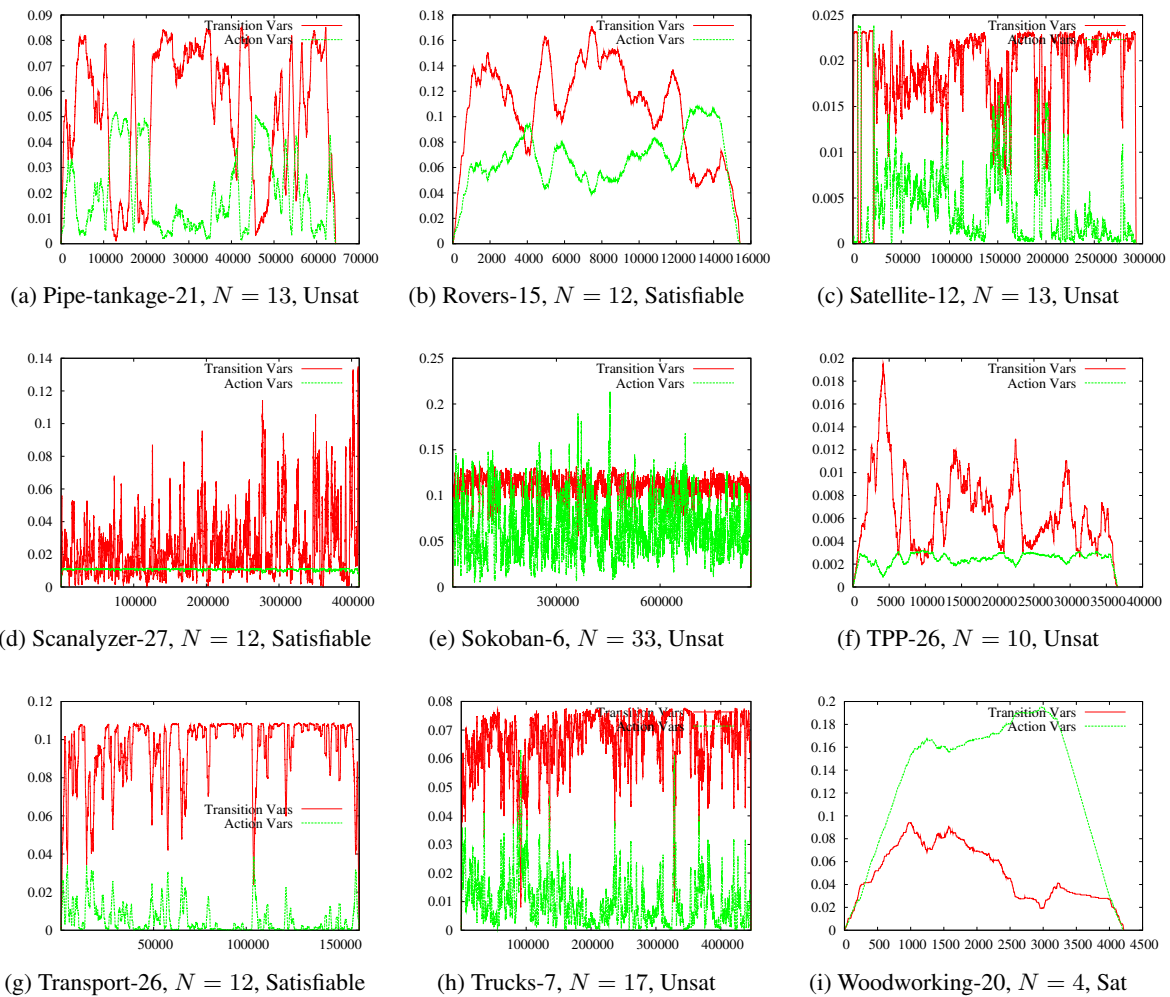 Transition Vars
Action Vars
0.09
0.08
0.07
0.06
0.05
0.04
0.03
0.02
0.01
0
0 10000 20000 30000 40000 50000 60000 70000
(a) Pipe-tankage-21, N = 13, Unsat
Transition Vars
Action Vars
0.18
0.16
0.14
0.12
0.1
0.08
0.06
0.04
0.02
0
0 2000 4000 6000 8000 10000 12000 14000 16000
(b) Rovers-15, N = 12, Satisfiable
Transition Vars
Action Vars
0.025
0.02
0.015
0.01
0.005
0
0 50000 100000 150000 200000 250000 300000
(c) Satellite-12, N = 13, Unsat
Transition Vars
Action Vars
0.14
0.12
0.1
0.08
0.06
0.04
0.02
0
100000 200000 300000 400000
(d) Scanalyzer-27, N = 12, Satisfiable
Transition Vars
Action Vars
0.25
0.2
0.15
0.1
0.05
0
300000 600000
(e) Sokoban-6, N = 33, Unsat
Transition Vars
Action Vars
0.02
0.018
0.016
0.014
0.012
0.01
0.008
0.006
0.004
0.002
0
0 5000 10000 15000 20000 25000 30000 35000 40000
(f) TPP-26, N = 10, Unsat
Transition Vars
Action Vars
0.12
0.1
0.08
0.06
0.04
0.02
0
50000 100000 150000
(g) Transport-26, N = 12, Satisfiable
Transition Vars
Action Vars
0.08
0.07
0.06
0.05
0.04
0.03
0.02
0.01
0
100000 200000 300000 400000
(h) Trucks-7, N = 17, Unsat
Transition Vars
Action Vars
0.2
0.18
0.16
0.14
0.12
0.1
0.08
0.06
0.04
0.02
0
0 500 1000 1500 2000 2500 3000 3500 4000 4500
(i) Woodworking-20, N = 4, Sat